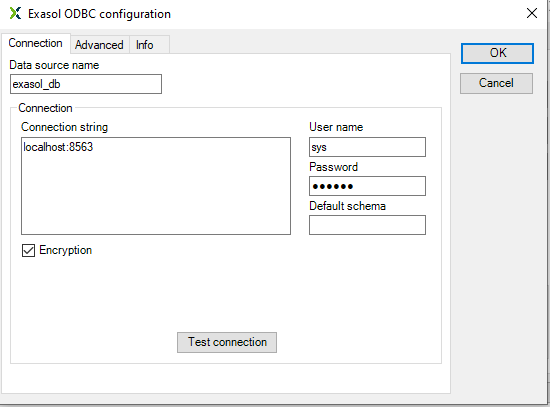 Exasol ODBC configuration
Connection
Advanced
Info
OK
Cancel
Data source name
exasol_db
Connection
Connection string
localhost:8563
User name
sys
Password
●●●●●●
Default schema
Encryption
Test connection